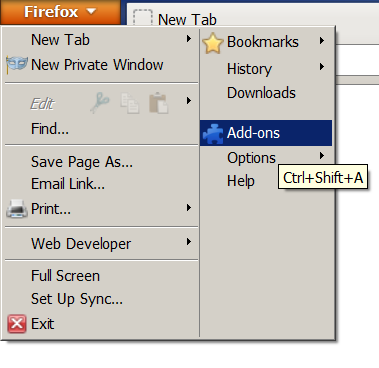 Firefox
New Tab
New Tab
New Private Window
Edit
Find...
Save Page As...
Email Link...
Print...
Web Developer
Full Screen
Set Up Sync...
Exit
Bookmarks
History
Downloads
Add-ons
Options
Help
Ctrl+Shift+A